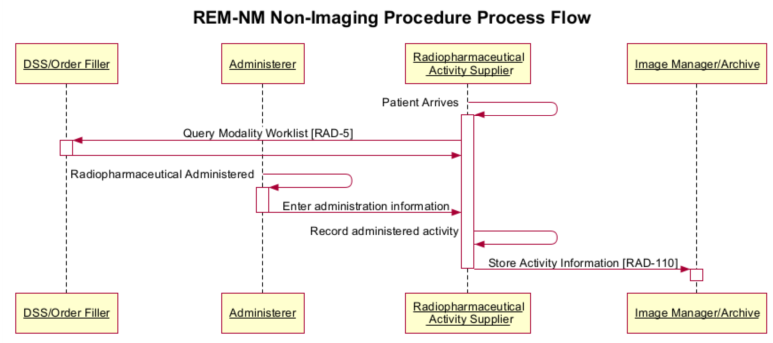 REM-NM Non-Imaging Procedure Process Flow
DSS/Order Filler
Administerer
Radiopharmaceutical
Activity Supplier
Image Manager/Archive
Patient Arrives
Query Modality Worklist [RAD-5]
Radiopharmaceutical Administered
Enter administration information
Record administered activity
Store Activity Information [RAD-110]
DSS/Order Filler
Administerer
Radiopharmaceutical
Activity Supplier
Image Manager/Archive